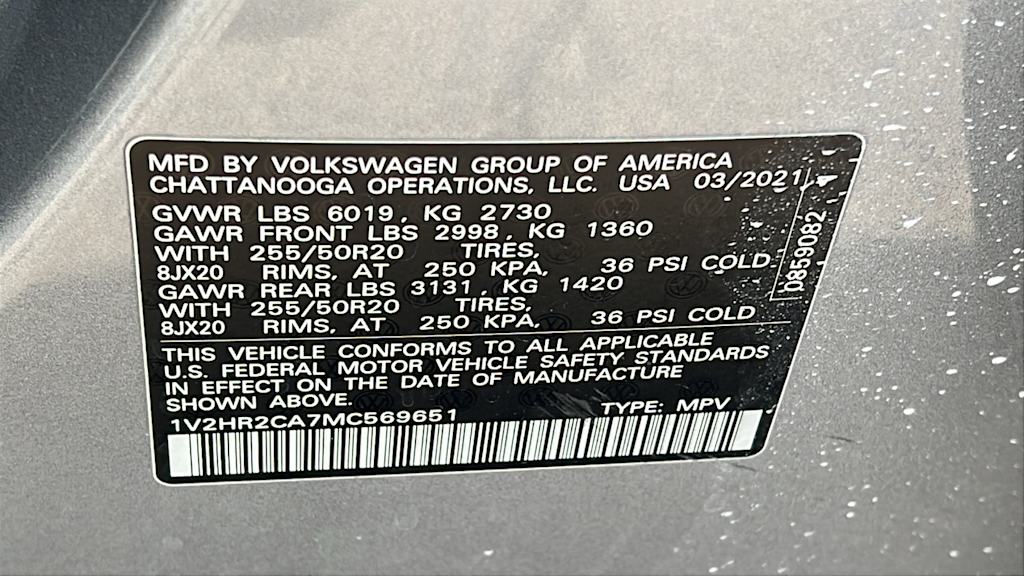 MFD BY VOLKSWAGEN GROUP OF AMERICA
CHATTANOOGA OPERATIONS, LLC. USA 03/2021
GVWR LBS 6019, KG 2730
GAWR FRONT LBS 2998, KG 1360
WITH 255/50R20 TIRES,
8JX20 RIMS, AT 250 KPA, 36 PSI COLD
GAWR REAR LBS 3131, KG 1420
WITH 255/50R20 TIRES,
8JX20 RIMS, AT 250 KPA, 36 PSI COLD
THIS VEHICLE CONFORMS TO ALL APPLICABLE
U.S. FEDERAL MOTOR VEHICLE SAFETY STANDARDS
IN EFFECT ON THE DATE OF MANUFACTURE
SHOWN ABOVE.
1V2HR2CA7MC569651 TYPE: MPV
0859082